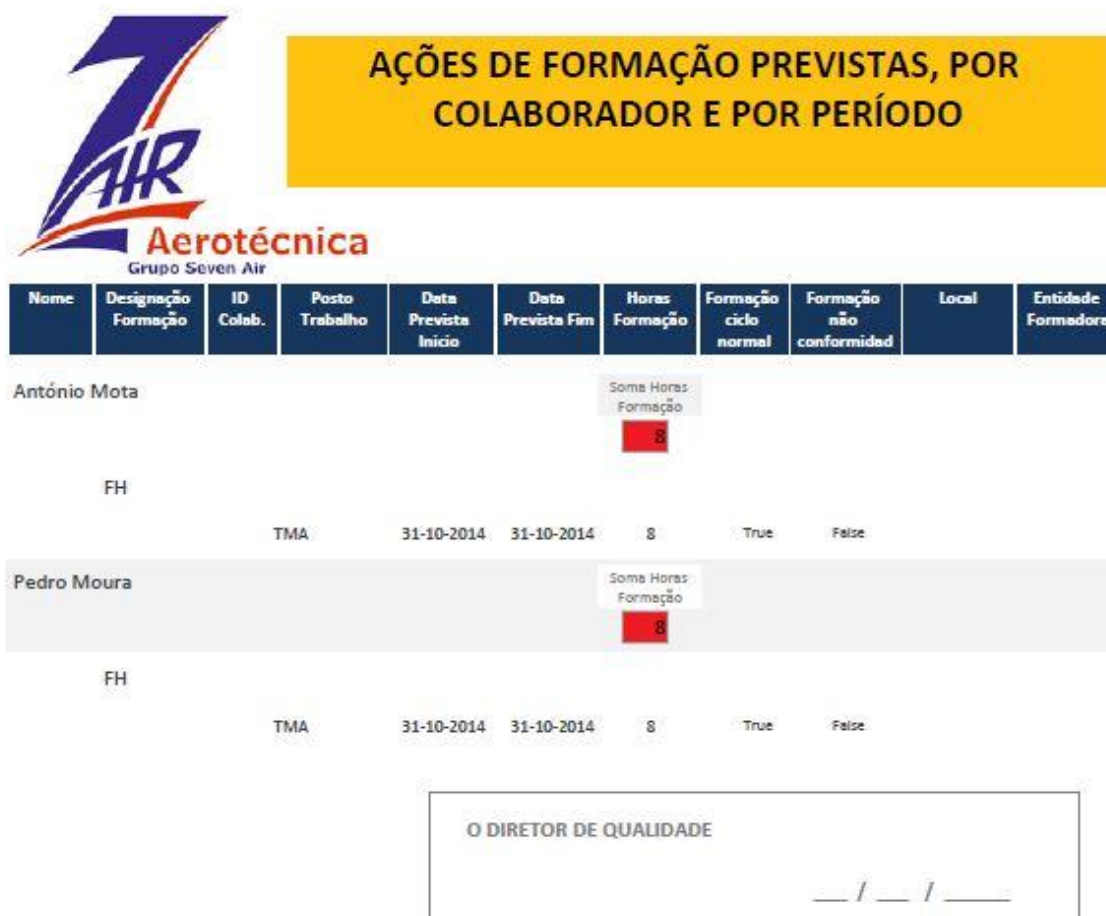 AÇÕES DE FORMAÇÃO PREVISTAS, POR
COLABORADOR E POR PERÍODO
7
AIR
Aerotécnica
Grupo Seven Air
Nome Designação Formação ID Colab. Posto Trabalho Data Prevista Inicio Data Prevista Fim Horas Formação Formação ciclo normal Formação não conformidad Local Entidade Formadora
António Mota Soma Horas Formação
8
FH
TMA 31-10-2014 31-10-2014 8 True False
Pedro Moura Soma Horas Formação
8
FH
TMA 31-10-2014 31-10-2014 8 True False
O DIRETOR DE QUALIDADE
__ / __ / ____